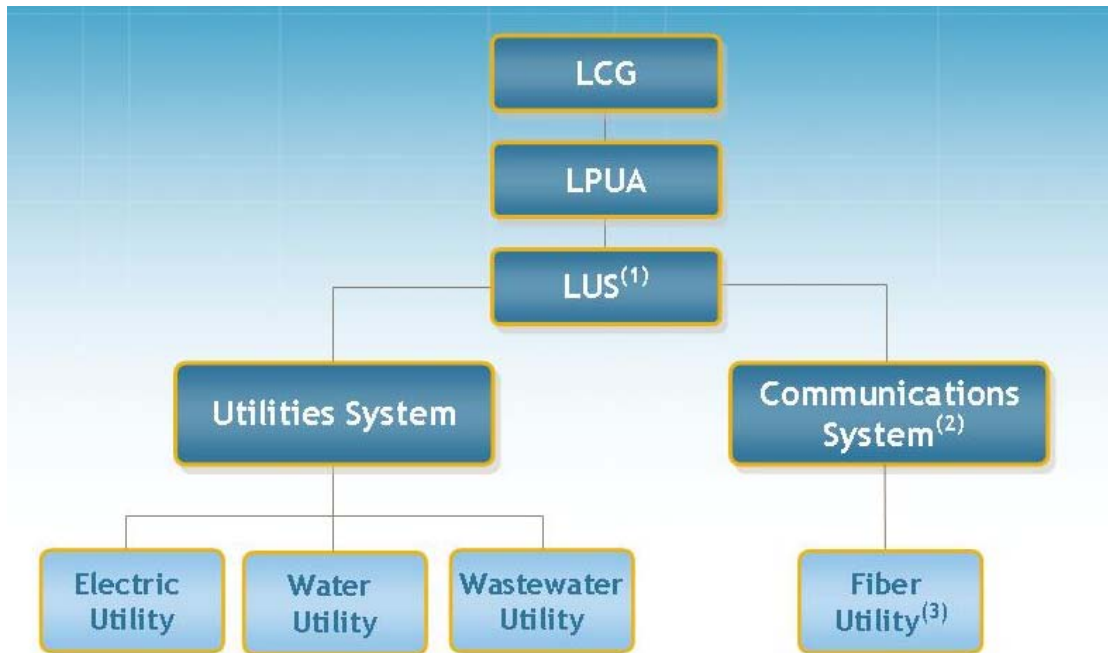 LCG
LPUA
LUS(1)
Utilities System
Communications
System(2)
Electric
Utility
Water
Utility
Wastewater
Utility
Fiber
Utility(3)